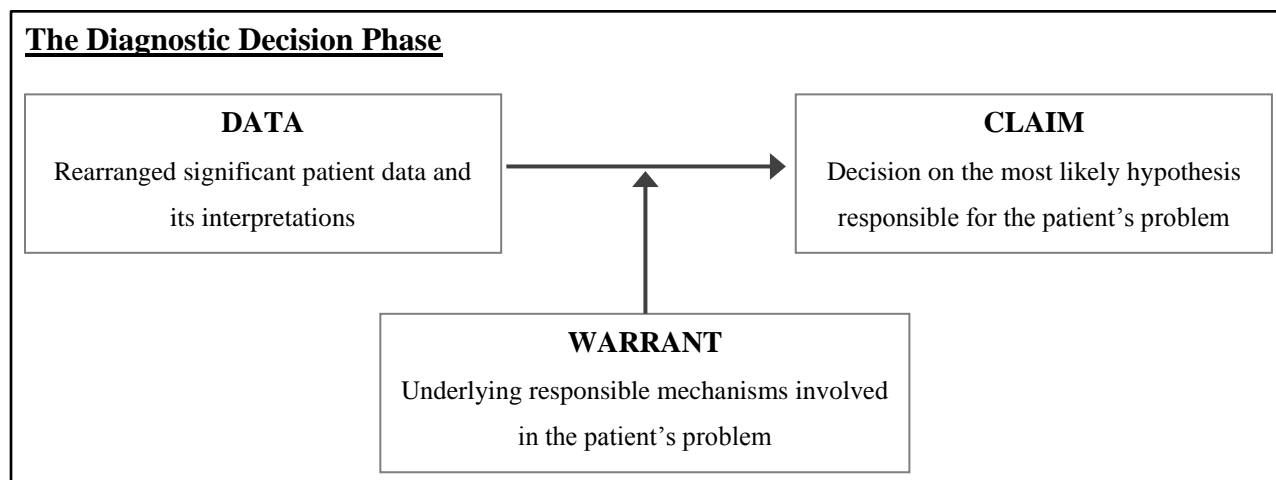 The Diagnostic Decision Phase
DATA
Rearranged significant patient data and
its interpretations
CLAIM
Decision on the most likely hypothesis
responsible for the patient’s problem
WARRANT
Underlying responsible mechanisms involved
in the patient’s problem